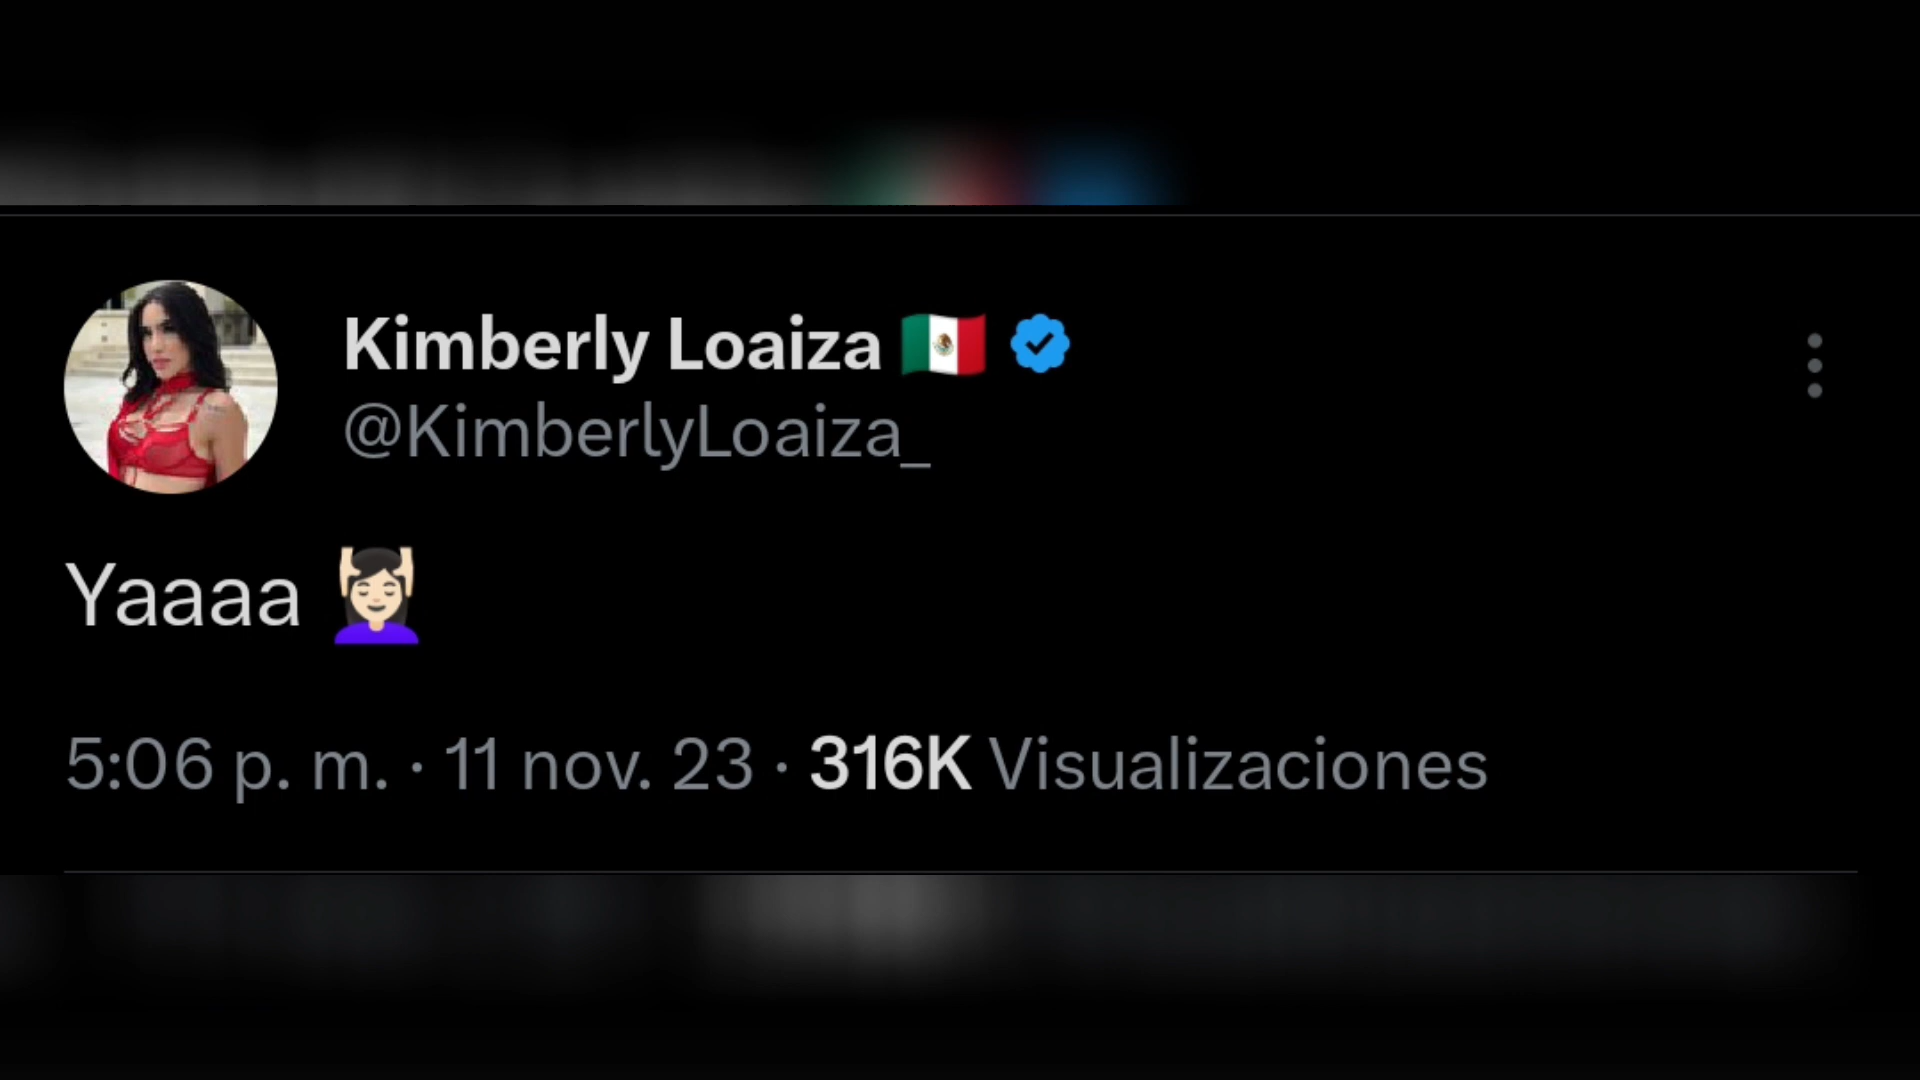 Kimberly Loaiza 🇲🇽
@KimberlyLoaiza_
Yaaaa 💆🏻‍♀️
5:06 p. m. · 11 nov. 23 · 316K Visualizaciones